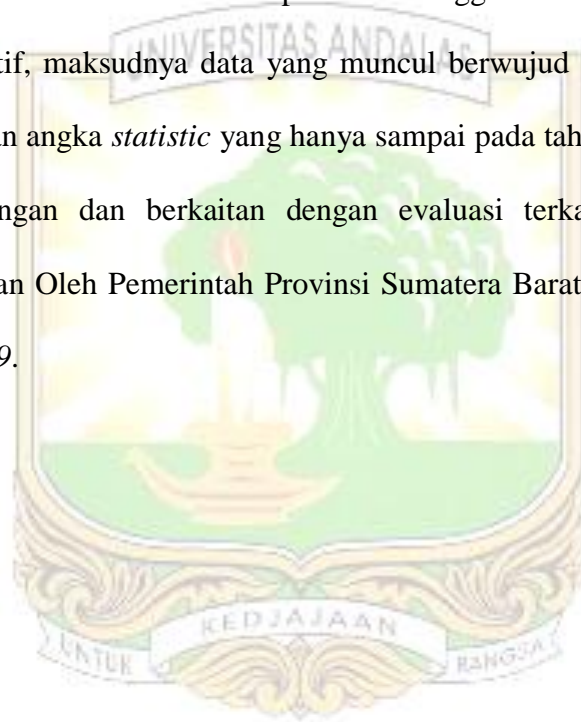 UNIVERSITAS ANDALAS
tif, maksudnya data yang muncul berwujud
an angka statistic yang hanya sampai pada tah
ngan dan berkaitan dengan evaluasi terka
an Oleh Pemerintah Provinsi Sumatera Barat
9.
KEDJAJAAN
UNTUK BANGSA